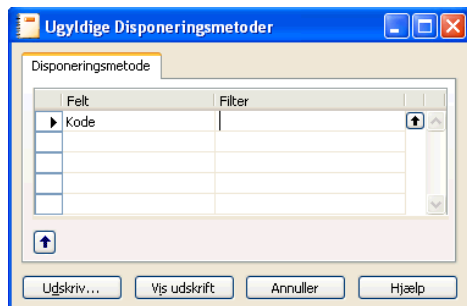 Ugyldige Disponeringsmetoder
Disponeringsmetode
Felt Filter
Kode
Udskriv... Vis udskrift Annuller Hjælp